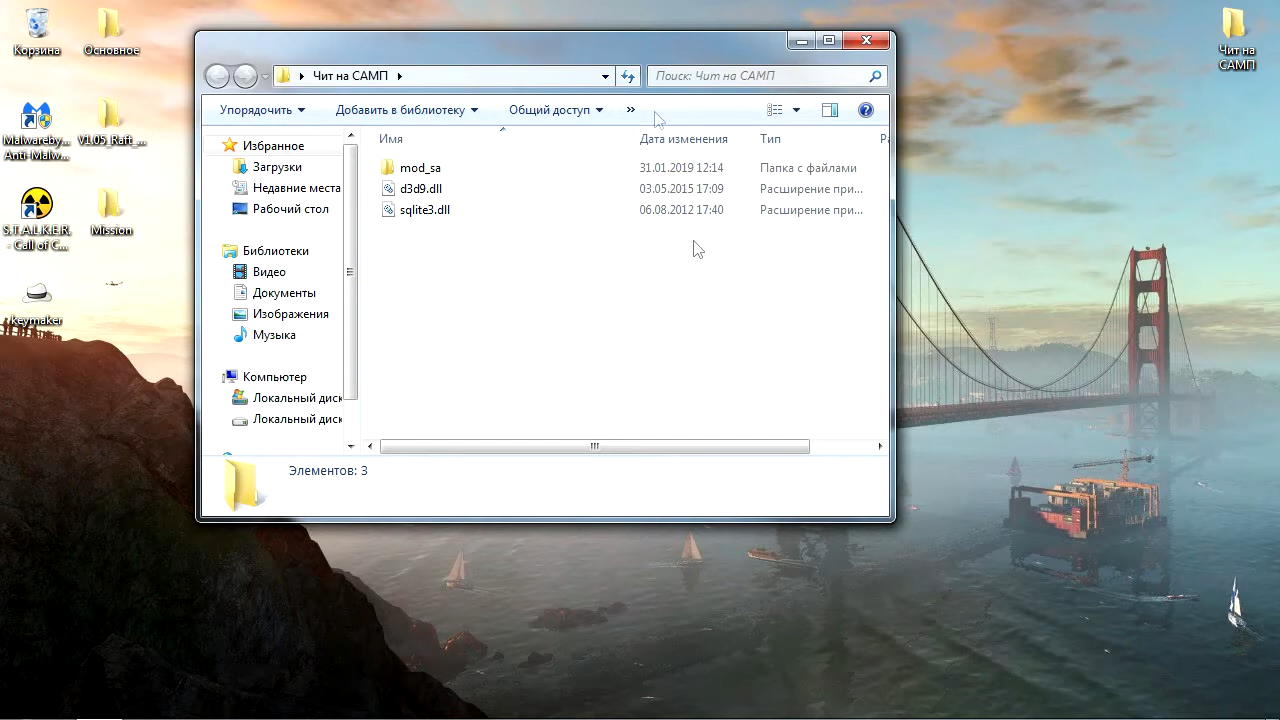 Корзина
Основное
Malwareby...
Anti-Malw...
V1.05_Raft_...
S.T.A.L.K.E.R.
- Call of C...
Mission
keymaker
Чит на САМП
Поиск: Чит на САМП
Упорядочить
Добавить в библиотеку
Общий доступ
»
Имя
Дата изменения
Тип
Ра
Избранное
Загрузки
Недавние места
Рабочий стол
Библиотеки
Видео
Документы
Изображения
Музыка
Компьютер
Локальный диск
Локальный диск
mod_sa 31.01.2019 12:14 Папка с файлами
d3d9.dll 03.05.2015 17:09 Расширение при...
sqlite3.dll 06.08.2012 17:40 Расширение при...
Элементов: 3
Чит на
САМП